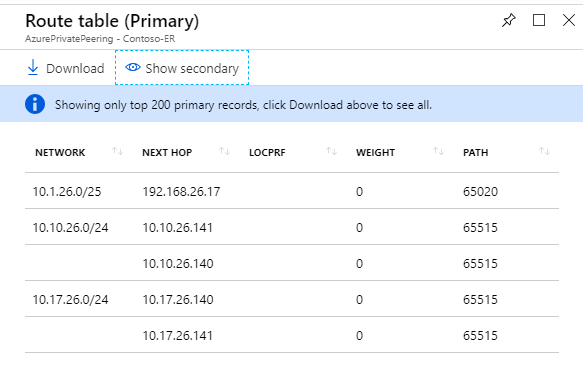 Route table (Primary)
AzurePrivatePeering - Contoso-ER
Download Show secondary
Showing only top 200 primary records, click Download above to see all.
NETWORK NEXT HOP LOCPRF WEIGHT PATH
10.1.26.0/25 192.168.26.17 0 65020
10.10.26.0/24 10.10.26.141 0 65515
10.10.26.140 0 65515
10.17.26.0/24 10.17.26.140 0 65515
10.17.26.141 0 65515